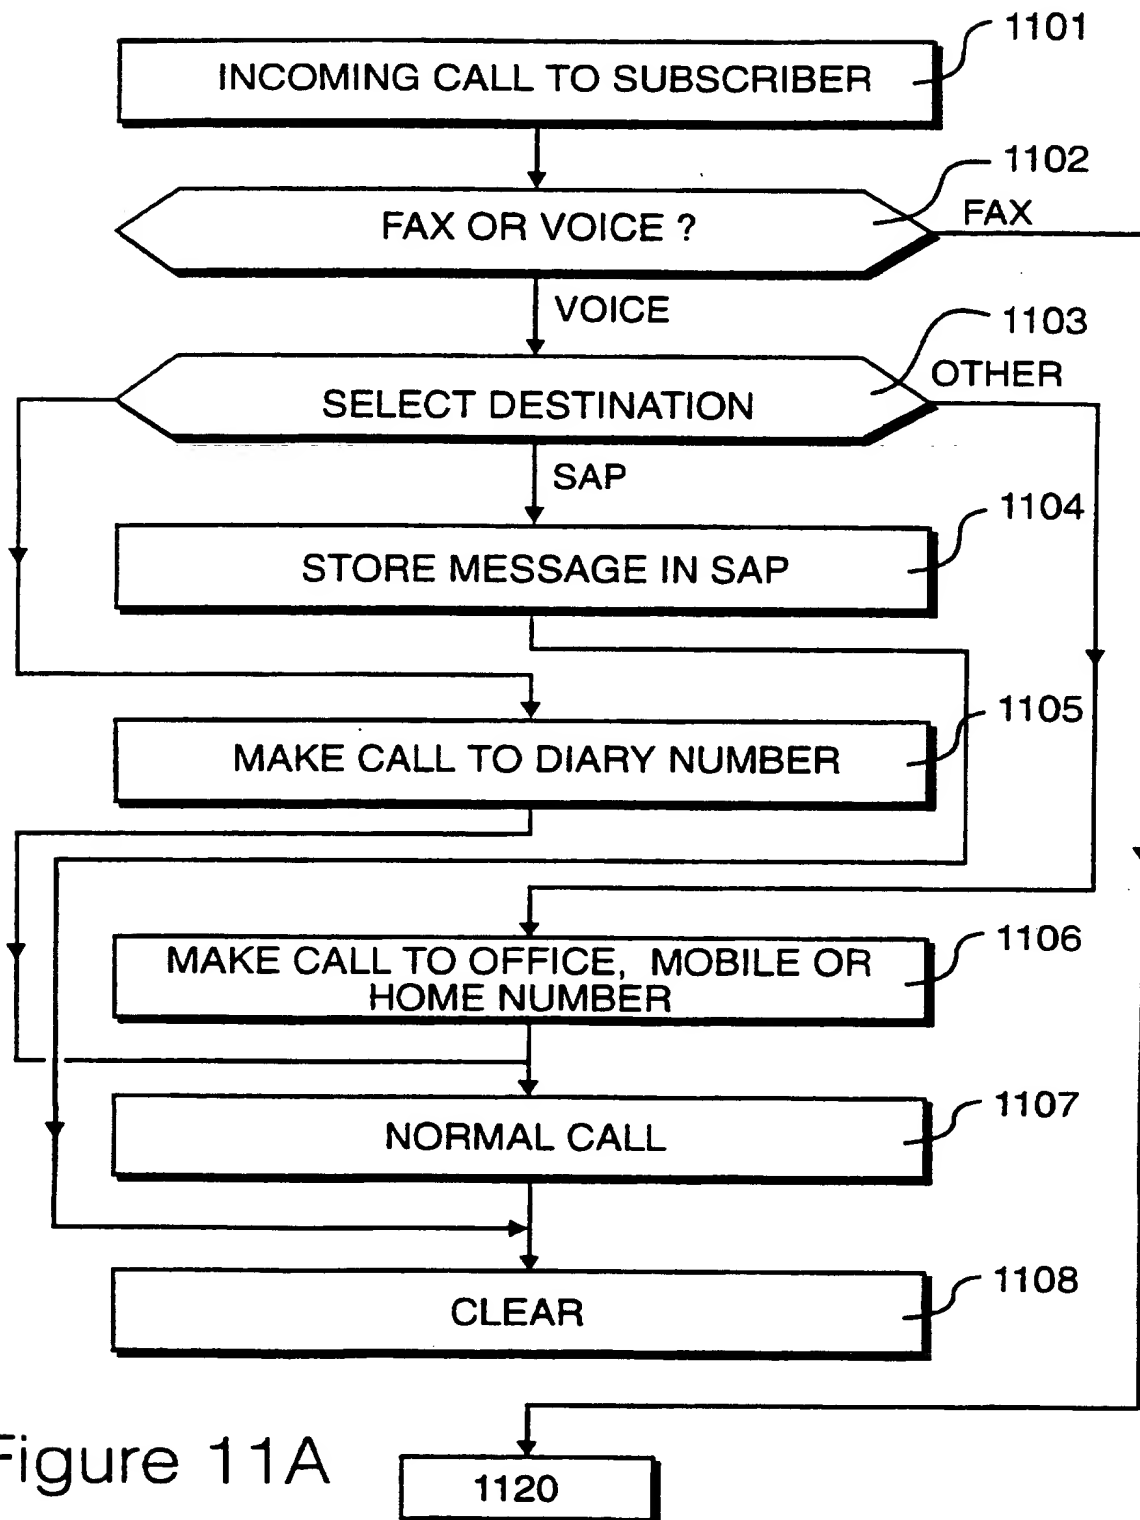 1101
INCOMING CALL TO SUBSCRIBER
1102
FAX OR VOICE ?
FAX
VOICE
1103
OTHER
SELECT DESTINATION
SAP
1104
STORE MESSAGE IN SAP
1105
MAKE CALL TO DIARY NUMBER
1106
MAKE CALL TO OFFICE, MOBILE OR
HOME NUMBER
1107
NORMAL CALL
1108
CLEAR
Figure 11A
1120